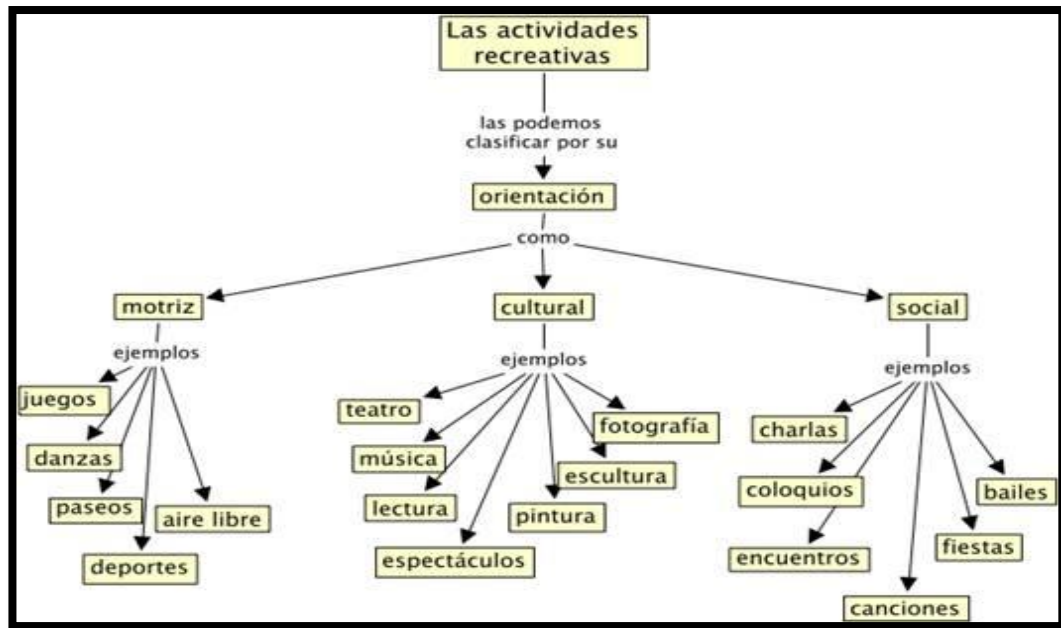 Las actividades
recreativas
las podemos
clasificar por su
orientación
como
motriz
cultural
social
ejemplos
juegos
danzas
paseos
aire libre
deportes
ejemplos
teatro
fotografía
música
escultura
lectura
pintura
espectáculos
ejemplos
charlas
coloquios
bailes
encuentros
fiestas
canciones